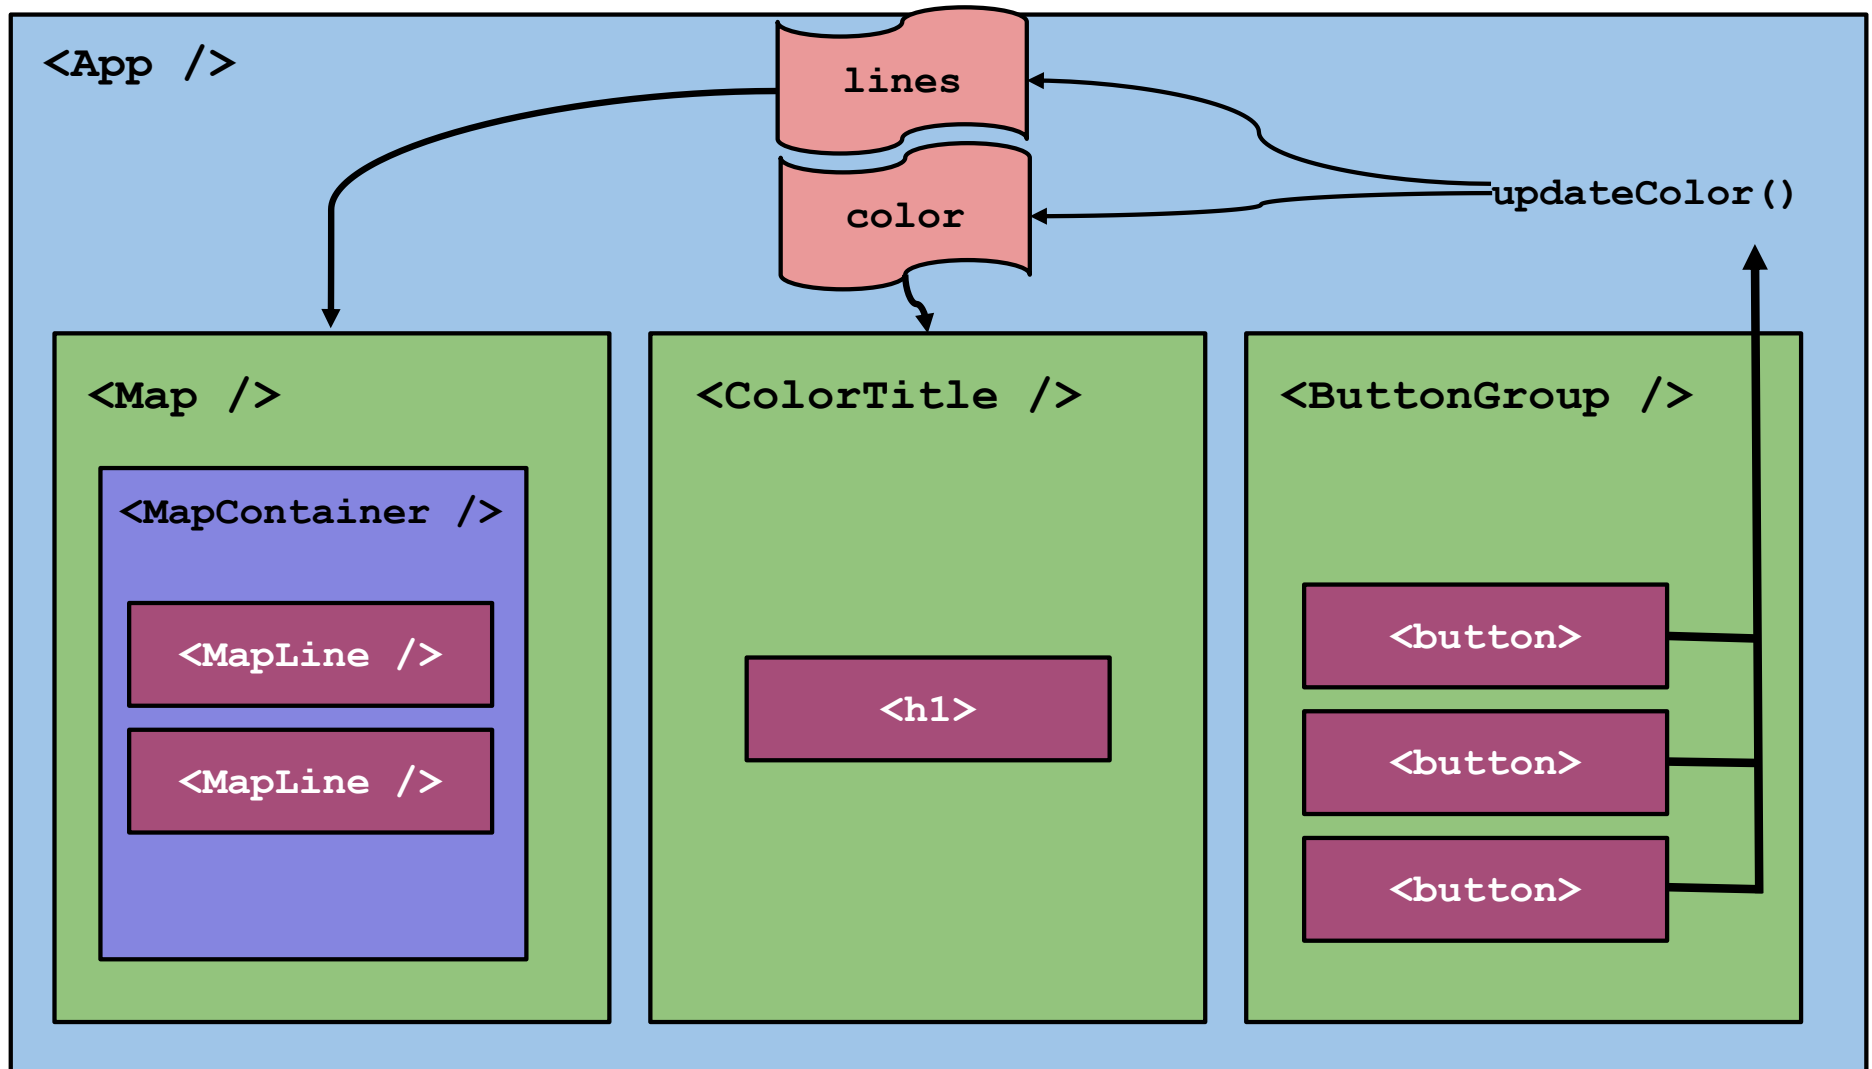 <App />
lines
color
updateColor()
<Map />
<MapContainer />
<MapLine />
<MapLine />
<ColorTitle />
<h1>
<ButtonGroup />
<button>
<button>
<button>